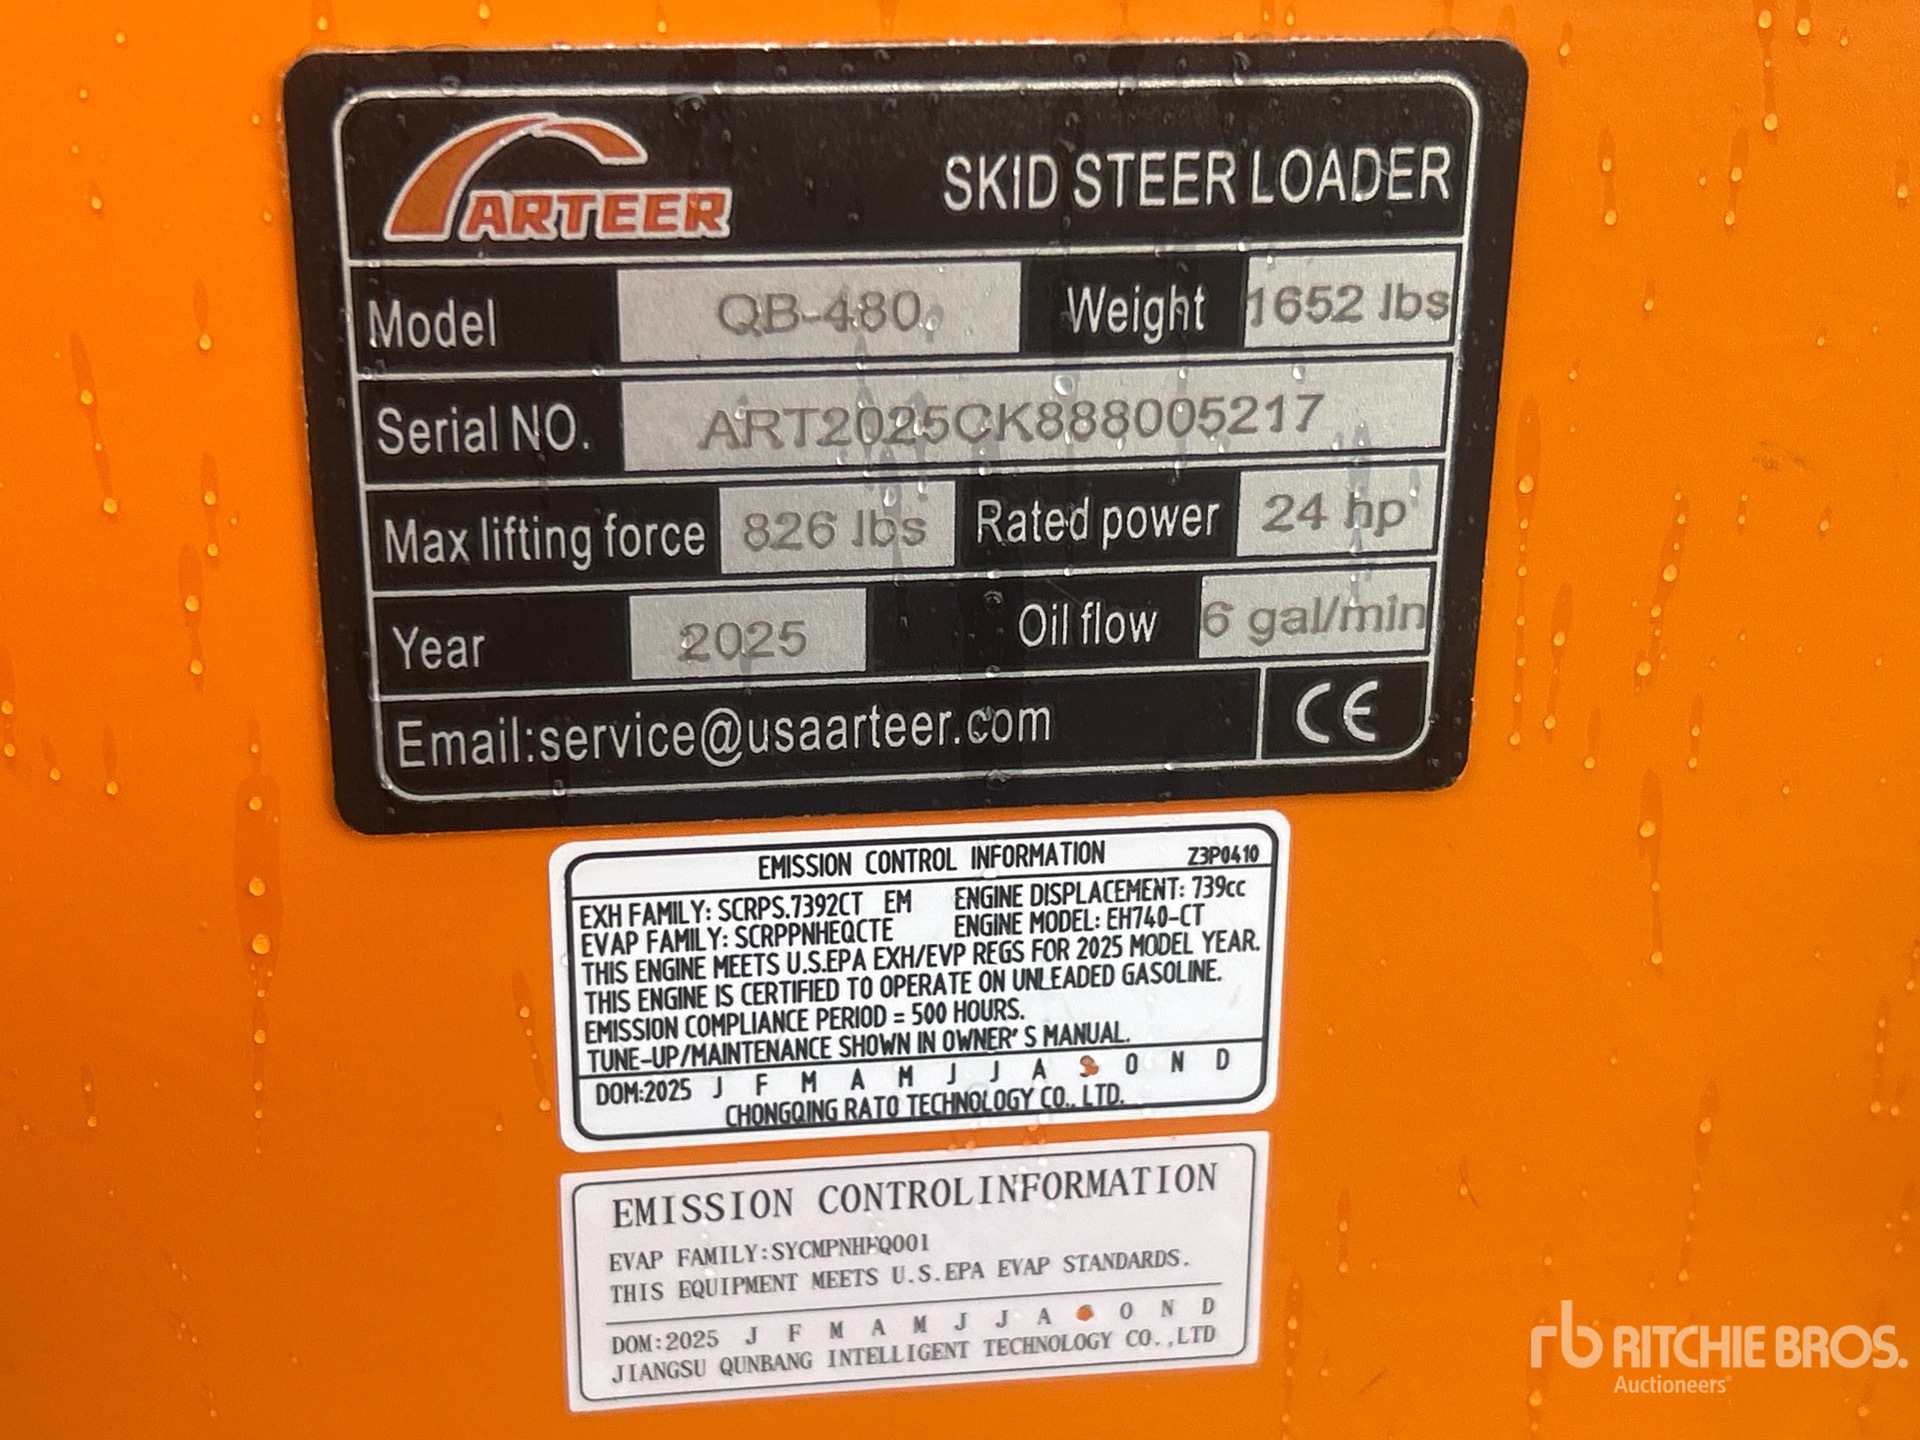 ARTEER
SKID STEER LOADER
Model QB-480 Weight 1652 lbs
Serial NO. ART2025CK888005217
Max lifting force 826 lbs Rated power 24 hp
Year 2025 Oil flow 6 gal/min
Email:service@usaarteer.com CE
EMISSION CONTROL INFORMATION Z3P0410
EXH FAMILY: SCRPS.7392CT EM ENGINE DISPLACEMENT: 739cc
EVAP FAMILY: SCRPPNHEQCTE ENGINE MODEL: EH740-CT
THIS ENGINE MEETS U.S.EPA EXH/EVP REGS FOR 2025 MODEL YEAR.
THIS ENGINE IS CERTIFIED TO OPERATE ON UNLEADED GASOLINE.
EMISSION COMPLIANCE PERIOD = 500 HOURS.
TUNE-UP/MAINTENANCE SHOWN IN OWNER'S MANUAL.
DOM:2025 J F M A M J J A S O N D
CHONGQING RATO TECHNOLOGY CO., LTD.
EMISSION CONTROLINFORMATION
EVAP FAMILY:SYCMPNHFQ001
THIS EQUIPMENT MEETS U.S.EPA EVAP STANDARDS.
DOM:2025 J F M A M J J A O N D
JIANGSU QUNBANG INTELLIGENT TECHNOLOGY CO.,LTD
rb RITCHIE BROS.
Auctioneers